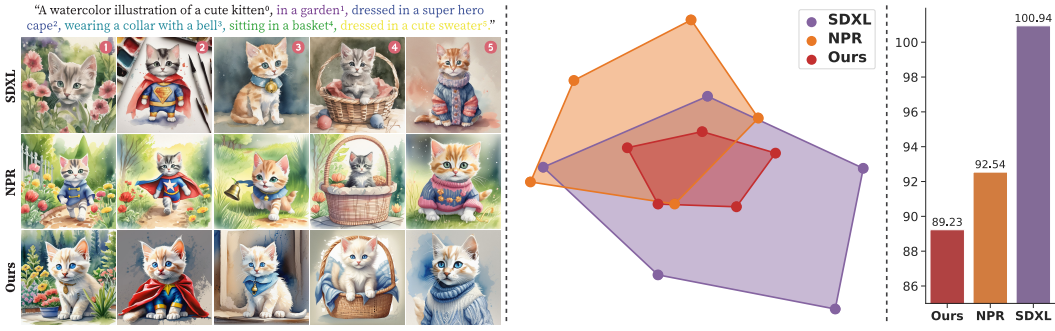 “A watercolor illustration of a cute kitten⁰, in a garden¹, dressed in a super hero
cape², wearing a collar with a bell³, sitting in a basket⁴, dressed in a cute sweater⁵.”
SDXL
1
2
3
4
5
NPR
Ours
SDXL
NPR
Ours
100
98
96
94
92
90
88
86
89.23
92.54
100.94
Ours
NPR
SDXL